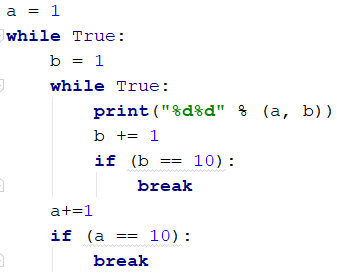 a = 1
while True:
    b = 1
    while True:
        print("%d%d" % (a, b))
        b += 1
        if (b == 10):
            break
    a+=1
    if (a == 10):
        break